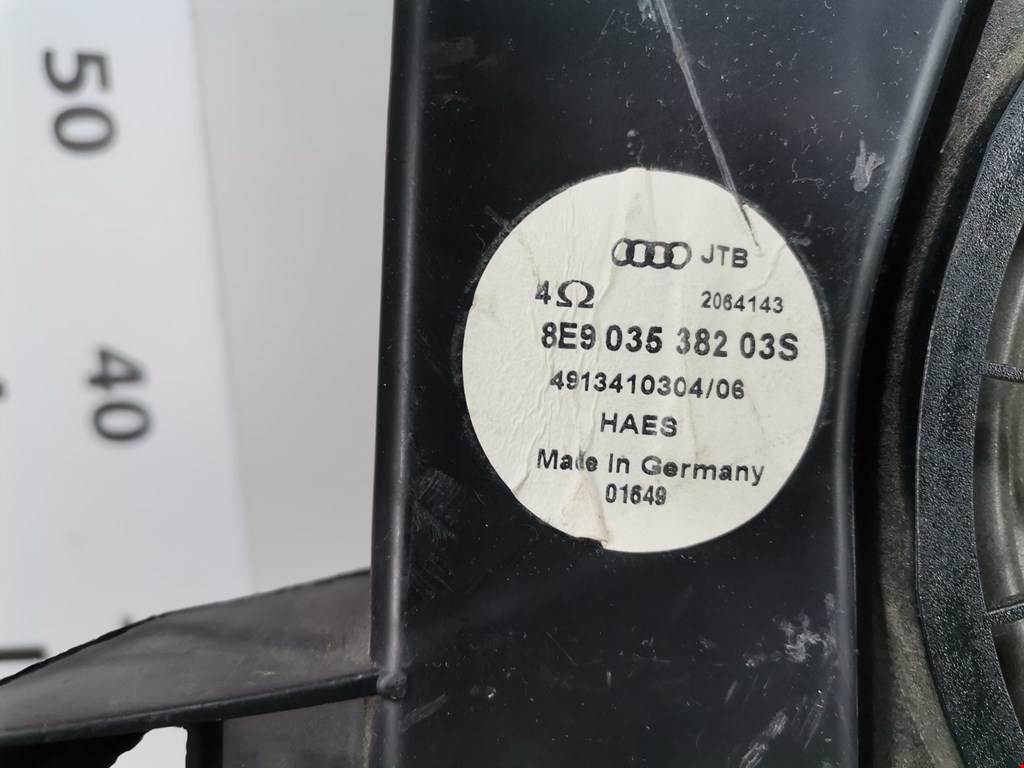 50
40
JTB
4Ω 2064143
8E9 035 382 03S
4913410304/06
HAES
Made in Germany
01649